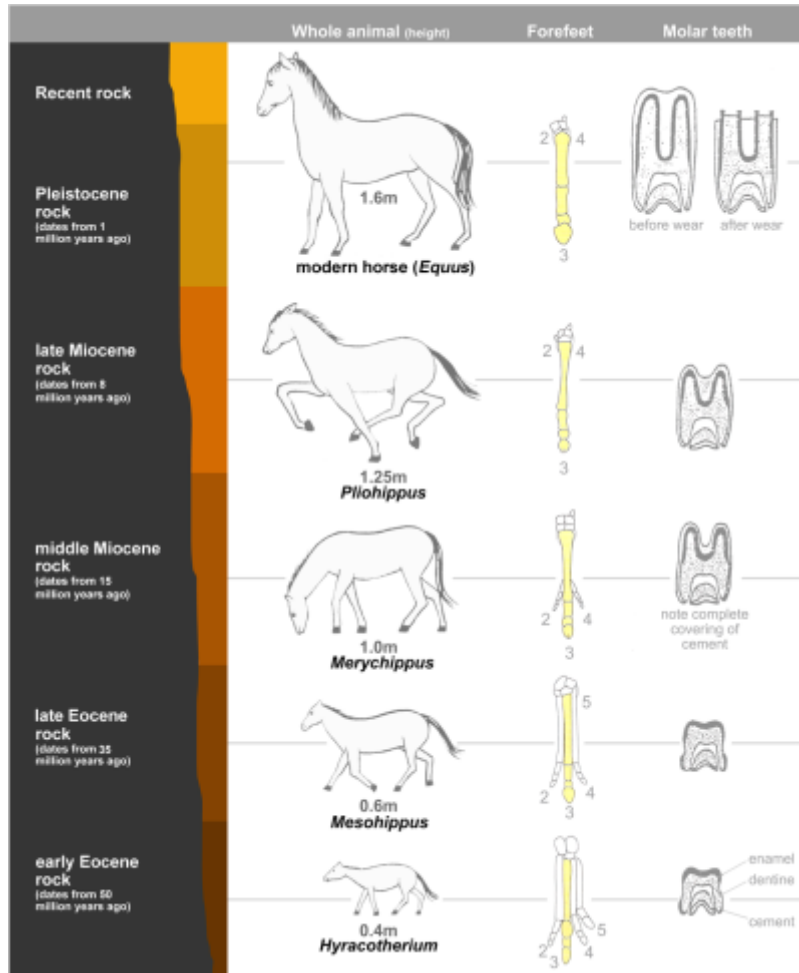 Whole animal (height) Forefeet Molar teeth
Recent rock
2 4
1.6m
before wear after wear
3
modern horse (Equus)
Pleistocene
rock
(dates from 1
million years ago)
late Miocene
rock
(dates from 8
million years ago)
2 4
3
1.25m
Pliohippus
middle Miocene
rock
(dates from 15
million years ago)
2 4
3
note complete
covering of
cement
1.0m
Merychippus
late Eocene
rock
(dates from 35
million years ago)
5
2 4
3
0.6m
Mesohippus
early Eocene
rock
(dates from 50
million years ago)
enamel
dentine
cement
5
2 4
3
0.4m
Hyracotherium